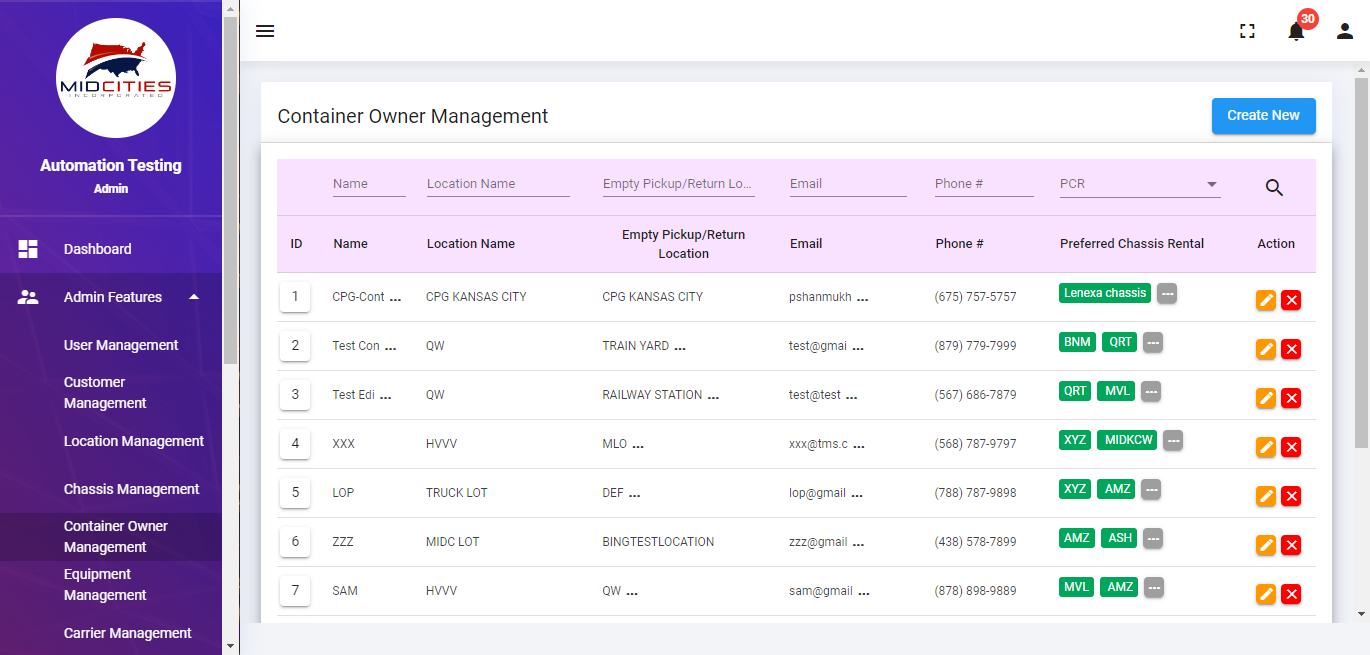 MIDCITIES
INCORPORATED
Automation Testing
Admin
Dashboard
Admin Features
User Management
Customer
Management
Location Management
Chassis Management
Container Owner
Management
Equipment
Management
Carrier Management
30
Container Owner Management
Create New
Name Location Name Empty Pickup/Return Lo... Email Phone # PCR
ID Name Location Name Empty Pickup/Return Location Email Phone # Preferred Chassis Rental Action
1 CPG-Cont ... CPG KANSAS CITY CPG KANSAS CITY pshanmukh ... (675) 757-5757 Lenexa chassis ---
2 Test Con ... QW TRAIN YARD ... test@gmai ... (879) 779-7999 BNM QRT ---
3 Test Edi ... QW RAILWAY STATION ... test@test ... (567) 686-7879 QRT MVL ---
4 XXX HVVV MLO ... xxx@tms.c ... (568) 787-9797 XYZ MIDKCW ---
5 LOP TRUCK LOT DEF ... lop@gmail ... (788) 787-9898 XYZ AMZ ---
6 ZZZ MIDC LOT BINGTESTLOCATION zzz@gmail ... (438) 578-7899 AMZ ASH ---
7 SAM HVVV QW ... sam@gmail ... (878) 898-9889 MVL AMZ ---